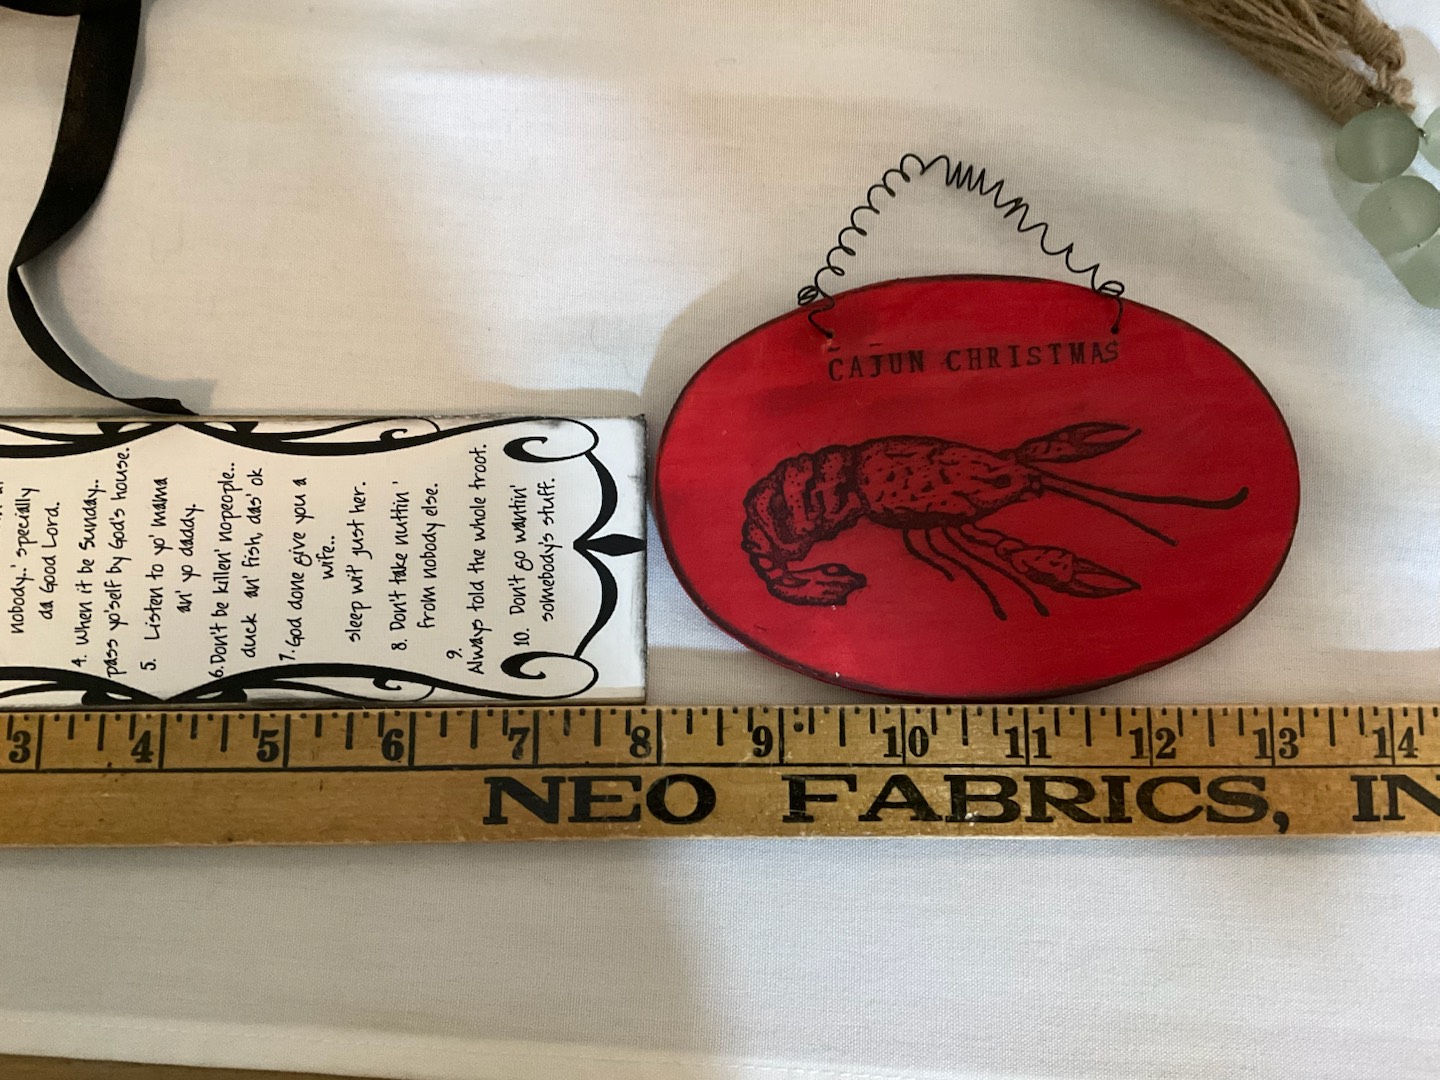 nobody.. 'specially
da Good Lord.
4. When it be Sunday..
pass yo'self by God's house.
5. Listen to yo' mama
an' yo daddy.
6. Don't be killen' nopeople..
duck an' fish, das' ok
7. God done give you a
wife..
sleep wit' just her.
8. Don't take nuttin'
from nobody else.
9.
Always told the whole troot.
10. Don't go wantin'
somebody's stuff.
CAJUN CHRISTMAS
3 4 5 6 7 8 9 10 11 12 13 14
NEO FABRICS, IN